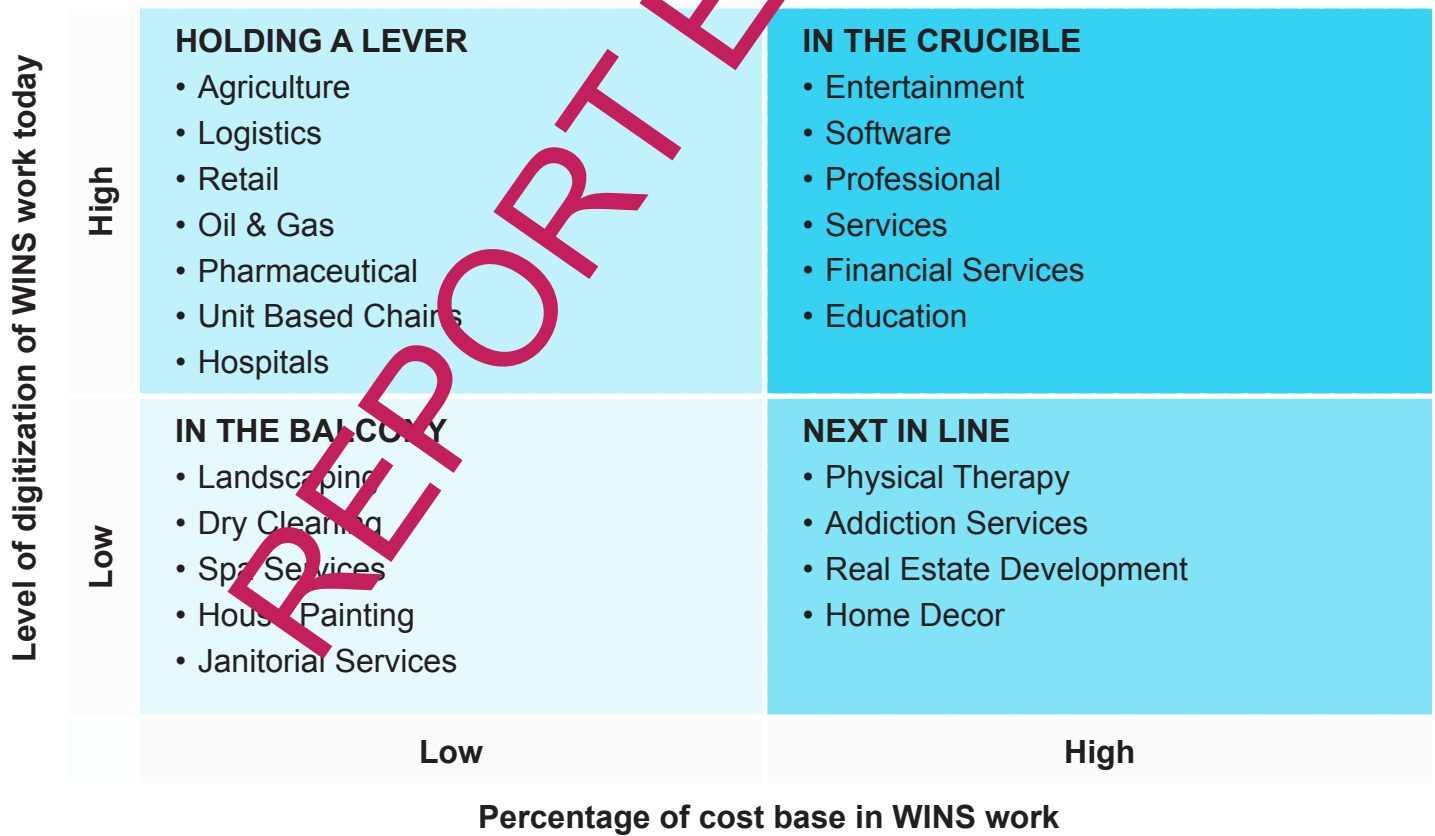 Level of digitization of WINS work today
High
HOLDING A LEVER
• Agriculture
• Logistics
• Retail
• Oil & Gas
• Pharmaceutical
• Unit Based Chains
• Hospitals
IN THE CRUCIBLE
• Entertainment
• Software
• Professional
• Services
• Financial Services
• Education
Low
IN THE BALCONY
• Landscaping
• Dry Cleaning
• Spa Services
• House Painting
• Janitorial Services
NEXT IN LINE
• Physical Therapy
• Addiction Services
• Real Estate Development
• Home Decor
Low
High
Percentage of cost base in WINS work
REPORT